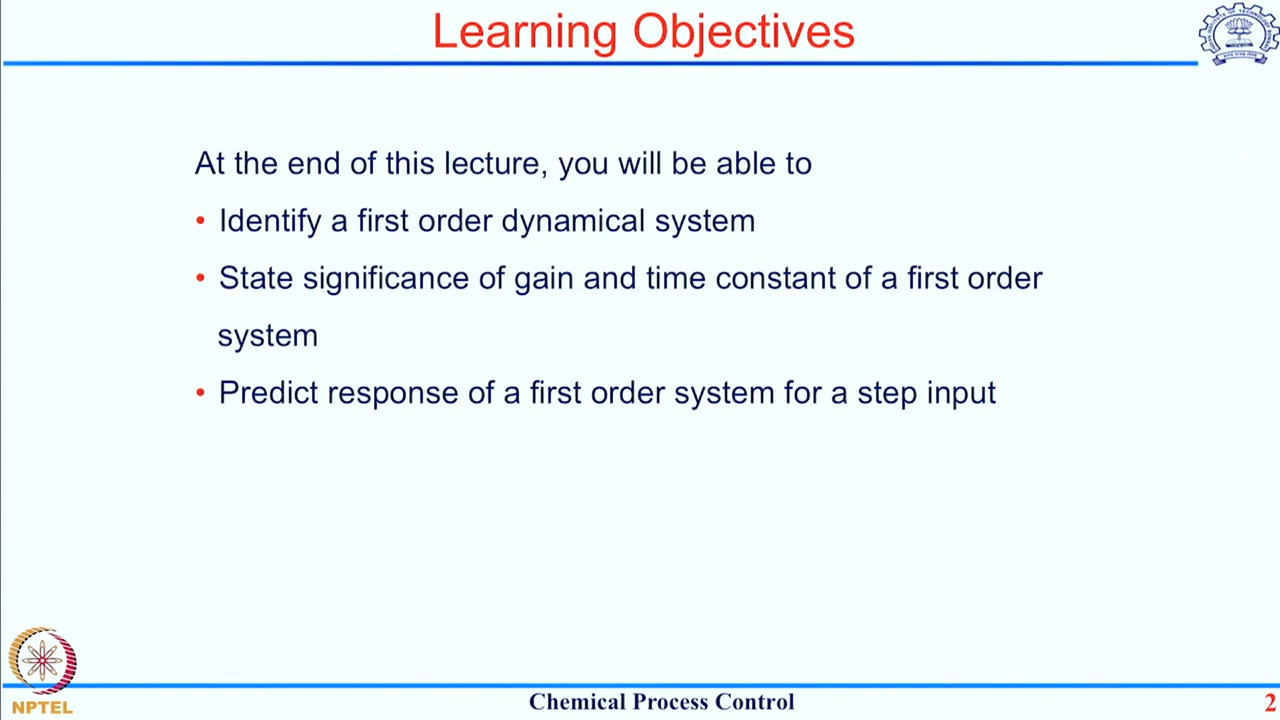 Learning Objectives
At the end of this lecture, you will be able to
• Identify a first order dynamical system
• State significance of gain and time constant of a first order
system
• Predict response of a first order system for a step input
NPTEL
Chemical Process Control
2